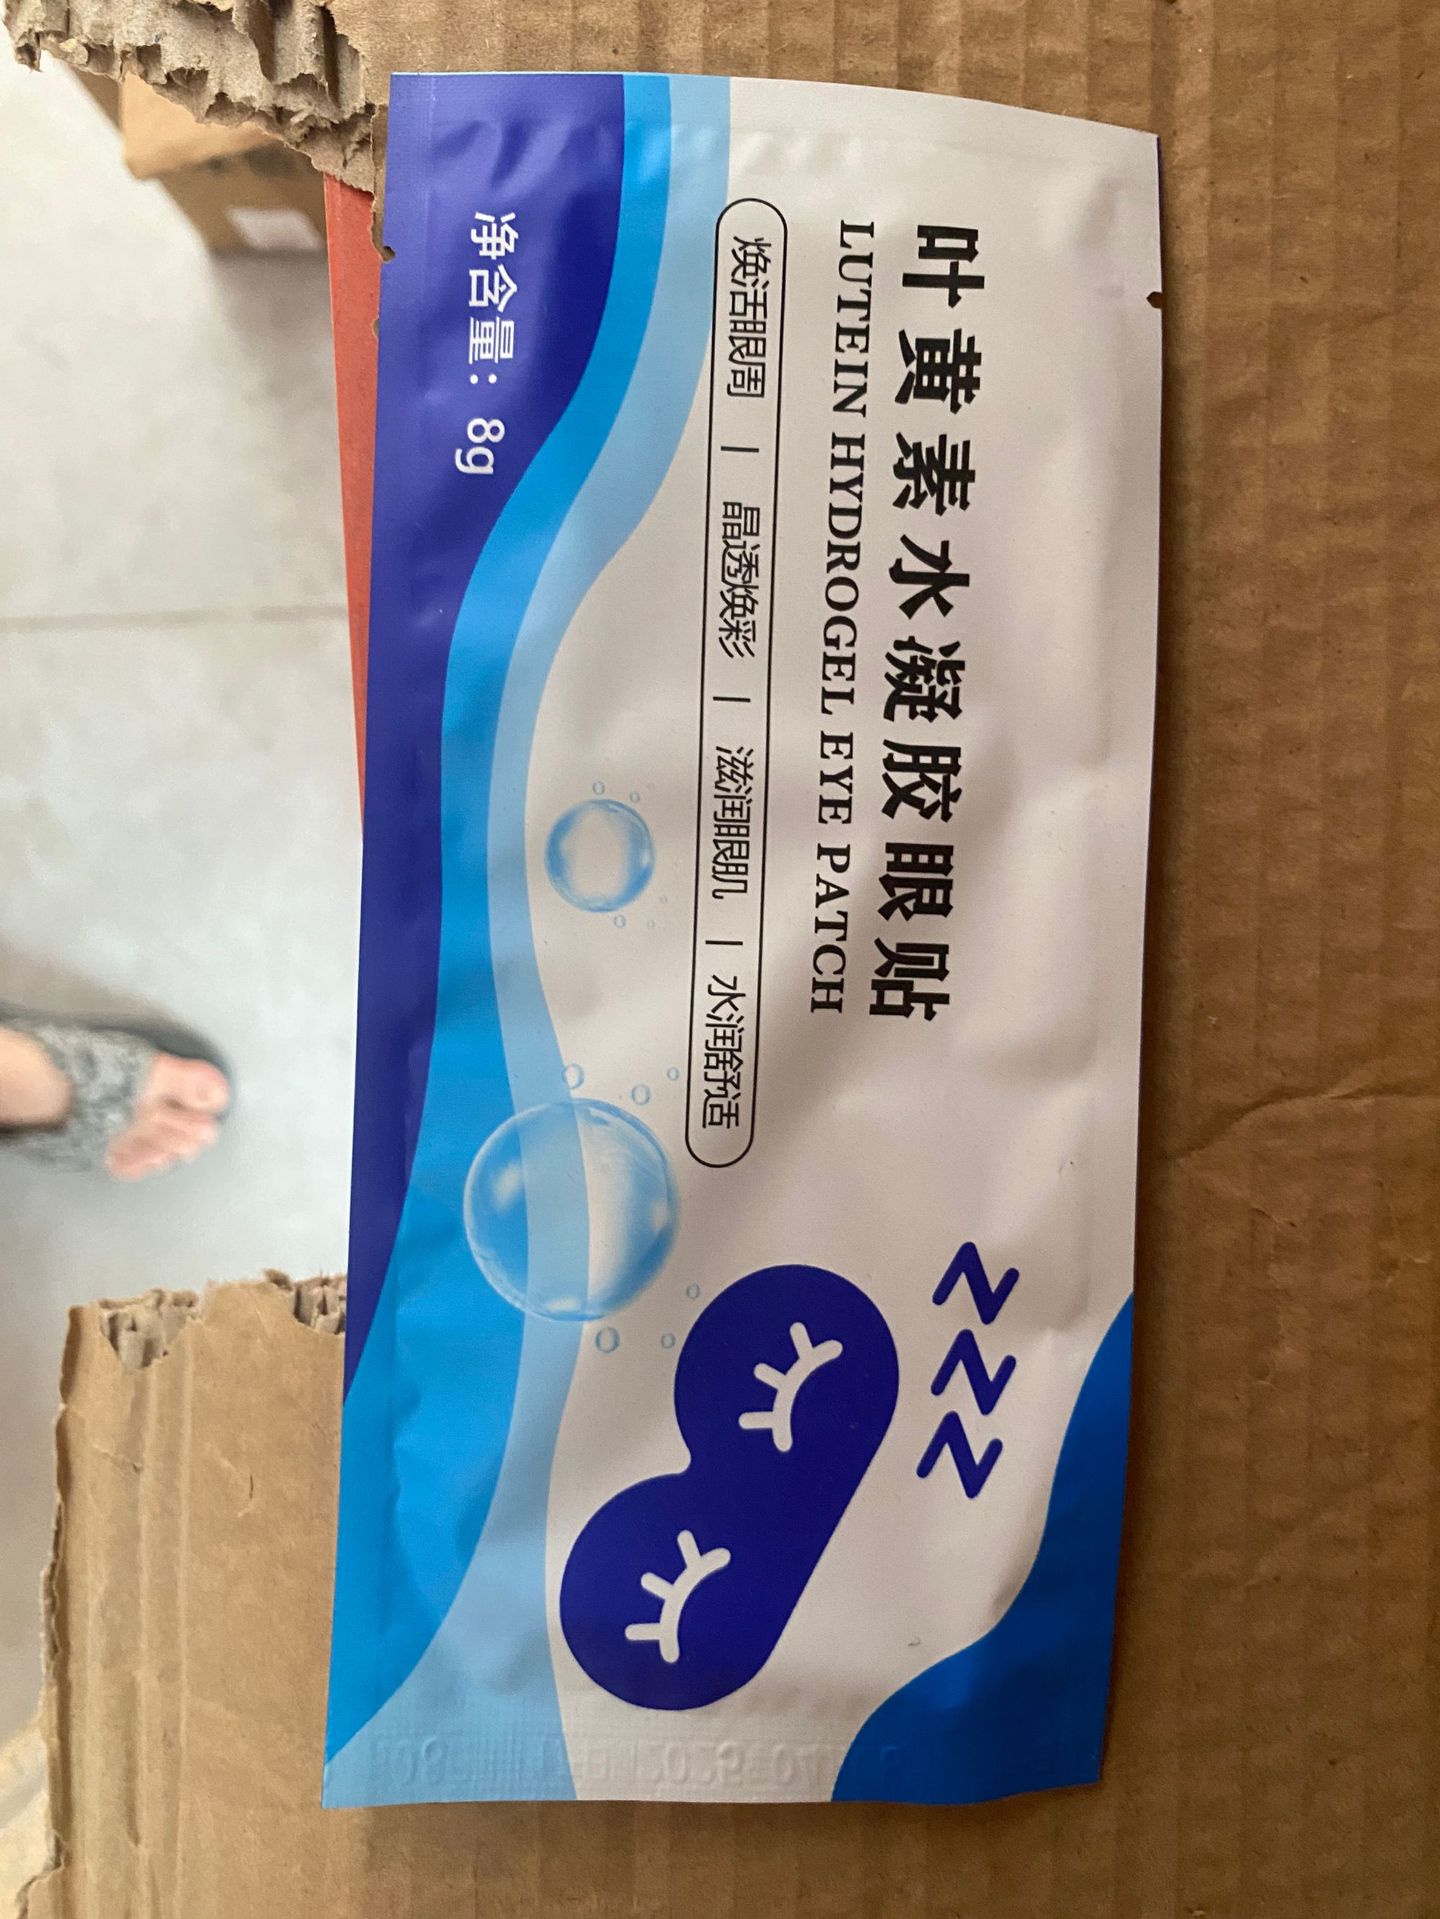 叶黄素水凝胶眼贴
LUTEIN HYDROGEL EYE PATCH
焕活眼周 | 晶透焕彩 | 滋润眼肌 | 水润舒适
净含量：8g
zzz